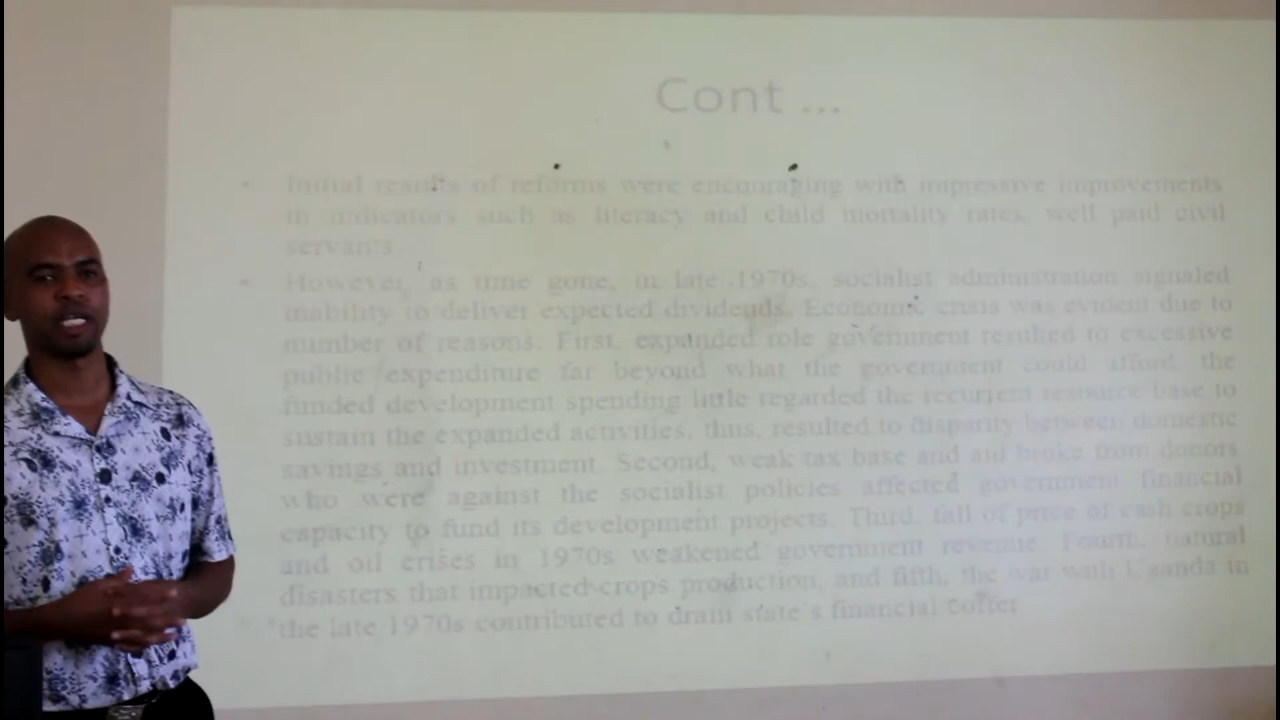 Cont ...
• Initial results of reforms were encouraging with impressive improvements
in indicators such as literacy and child mortality rates, well paid civil
servants.
• However, as time gone, in late 1970s, socialist administration signaled
inability to deliver expected dividends. Economic crisis was evident due to
number of reasons. First, expanded role government resulted to excessive
public expenditure far beyond what the government could afford, the
funded development spending little regarded the recurrent resource base to
sustain the expanded activities, thus, resulted to disparity between domestic
savings and investment. Second, weak tax base and aid broke from donors
who were against the socialist policies affected government financial
capacity to fund its development projects. Third, fall of price of cash crops
and oil crises in 1970s weakened government revenue. Fourth, natural
disasters that impacted crops production, and fifth, the war with Uganda in
the late 1970s contributed to drain state's financial coffer